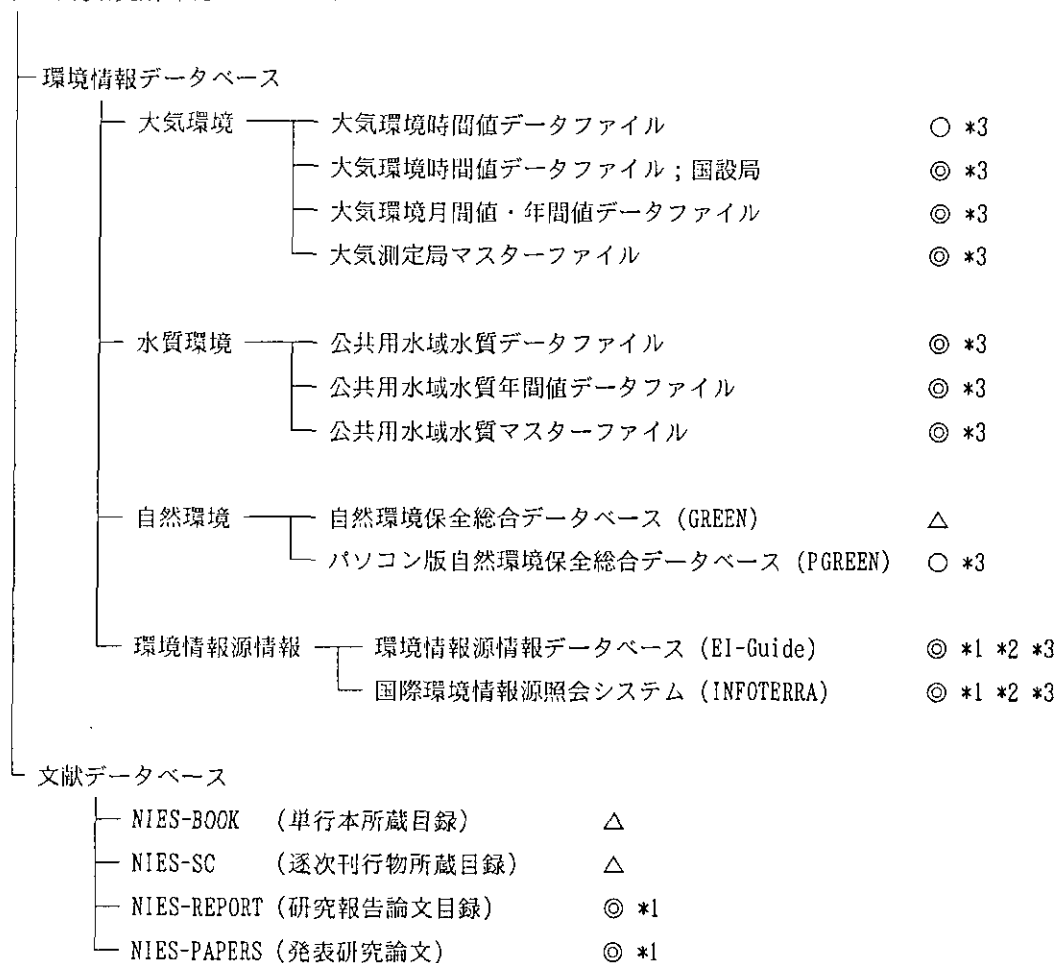 環境情報データベース
大気環境 大気環境時間値データファイル ○ *3
大気環境時間値データファイル;国設局 ◎ *3
大気環境月間値・年間値データファイル ◎ *3
大気測定局マスターファイル ◎ *3
水質環境 公共用水域水質データファイル ◎ *3
公共用水域水質年間値データファイル ◎ *3
公共用水域水質マスターファイル ◎ *3
自然環境 自然環境保全総合データベース (GREEN) △
パソコン版自然環境保全総合データベース (PGREEN) ○ *3
環境情報源情報 環境情報源情報データベース (EI-Guide) ◎ *1 *2 *3
国際環境情報源照会システム (INFOTERRA) ◎ *1 *2 *3
文献データベース
NIES-BOOK (単行本所蔵目録) △
NIES-SC (逐次刊行物所蔵目録) △
NIES-REPORT (研究報告論文目録) ◎ *1
NIES-PAPERS (発表研究論文) ◎ *1